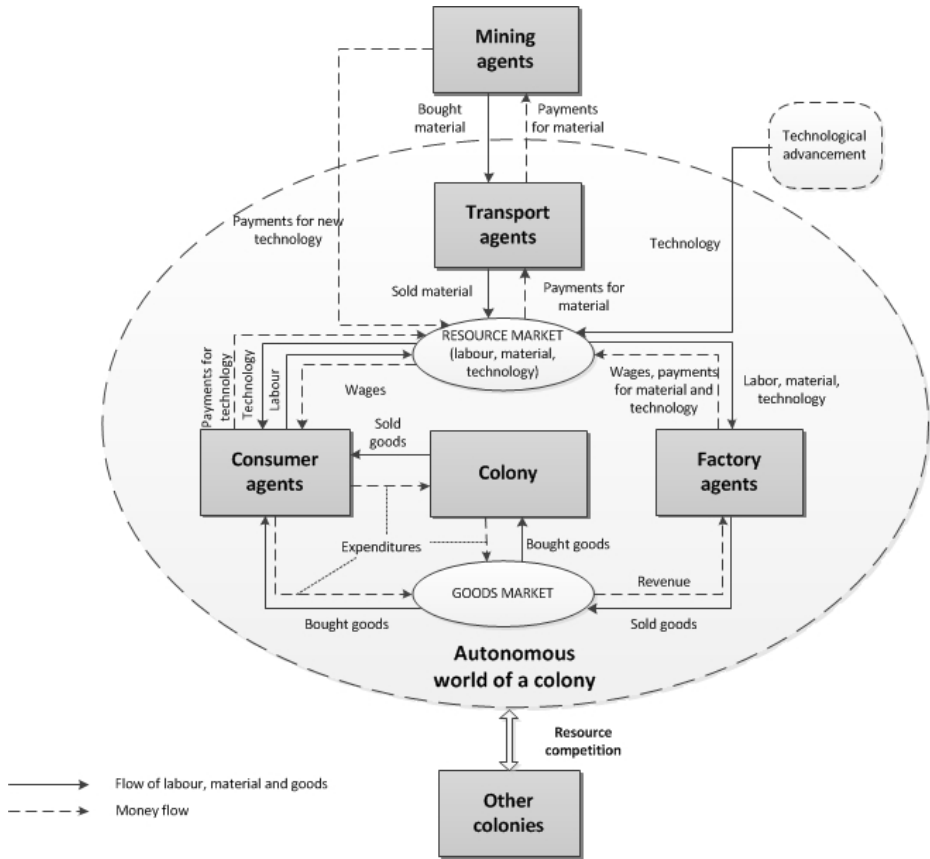 Mining
agents
Bought
material
Payments
for material
Technological
advancement
Transport
agents
Payments for new
technology
Technology
Sold material
Payments for
material
RESOURCE MARKET
(labour, material,
technology)
Payments for
technology
Technology
Labour
Wages
Wages, payments
for material and
technology
Labor, material,
technology
Sold
goods
Consumer
agents
Colony
Factory
agents
Expenditures
Bought goods
GOODS MARKET
Revenue
Bought goods
Sold goods
Autonomous
world of a colony
Resource
competition
Flow of labour, material and goods
Money flow
Other
colonies